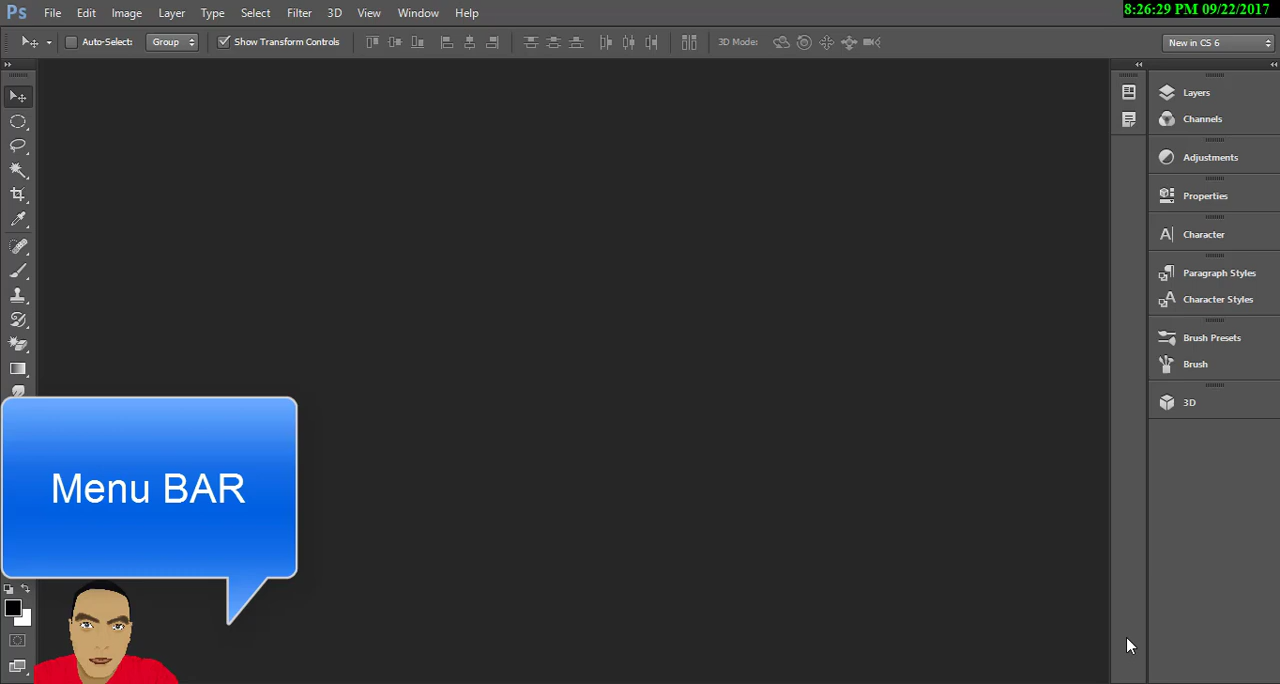 Ps File Edit Image Layer Type Select Filter 3D View Window Help
8:26:29 PM 09/22/2017
Auto-Select: Group Show Transform Controls 3D Mode: New in CS 6
Layers
Channels
Adjustments
Properties
Character
Paragraph Styles
Character Styles
Brush Presets
Brush
3D
Menu BAR